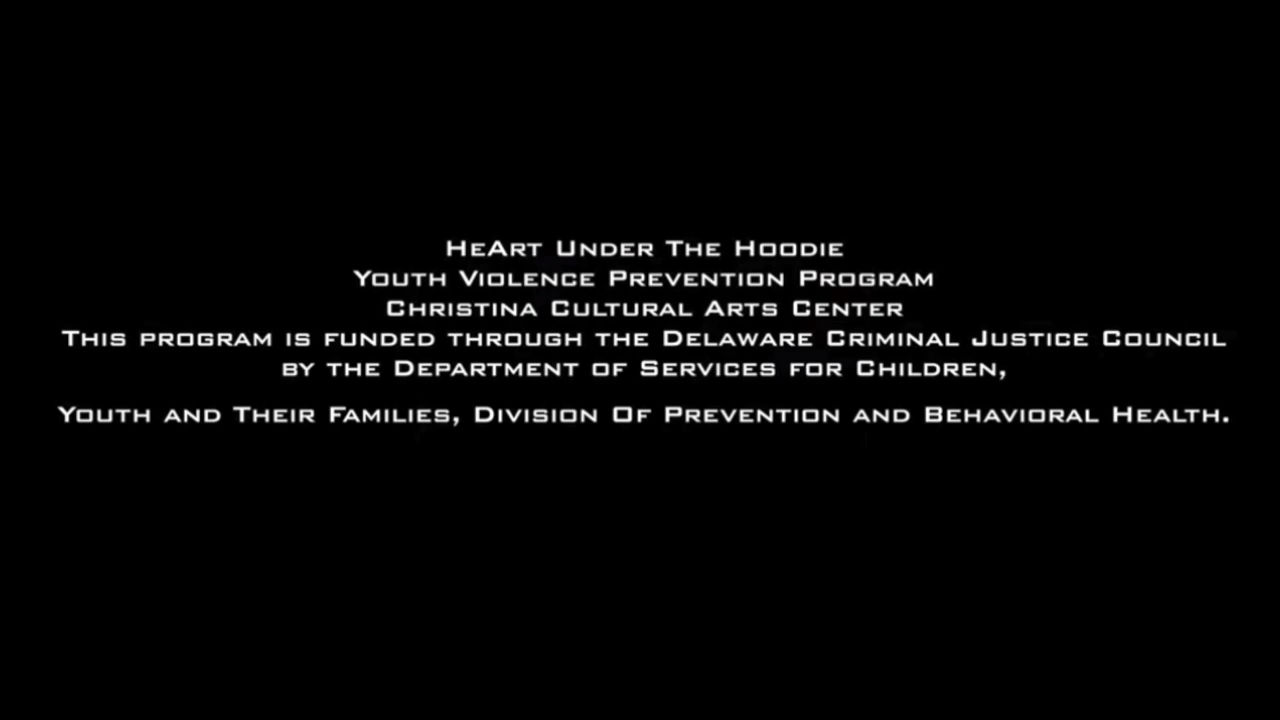 HeArt Under The Hoodie
Youth Violence Prevention Program
Christina Cultural Arts Center
This program is funded through the Delaware Criminal Justice Council
by the Department of Services for Children,
Youth and Their Families, Division Of Prevention and Behavioral Health.